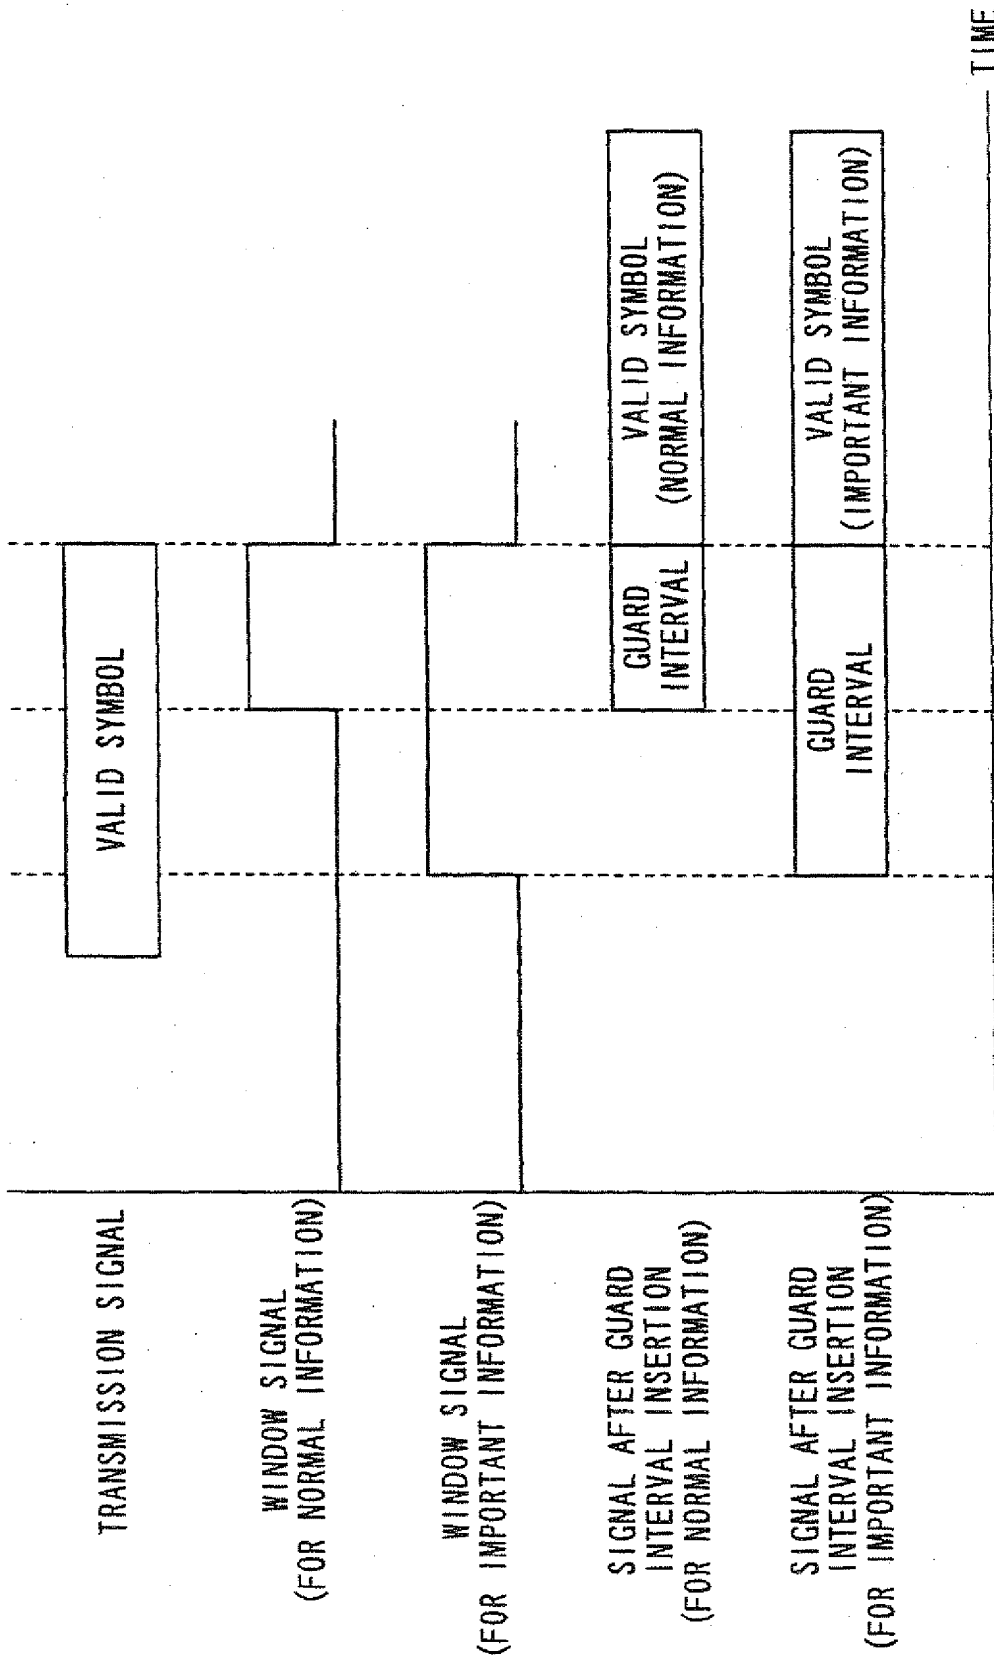 TRANSMISSION SIGNAL
VALID SYMBOL
WINDOW SIGNAL
(FOR NORMAL INFORMATION)
WINDOW SIGNAL
(FOR IMPORTANT INFORMATION)
SIGNAL AFTER GUARD
INTERVAL INSERTION
(FOR NORMAL INFORMATION)
GUARD
INTERVAL
VALID SYMBOL
(NORMAL INFORMATION)
SIGNAL AFTER GUARD
INTERVAL INSERTION
(FOR IMPORTANT INFORMATION)
GUARD
INTERVAL
VALID SYMBOL
(IMPORTANT INFORMATION)
TIME